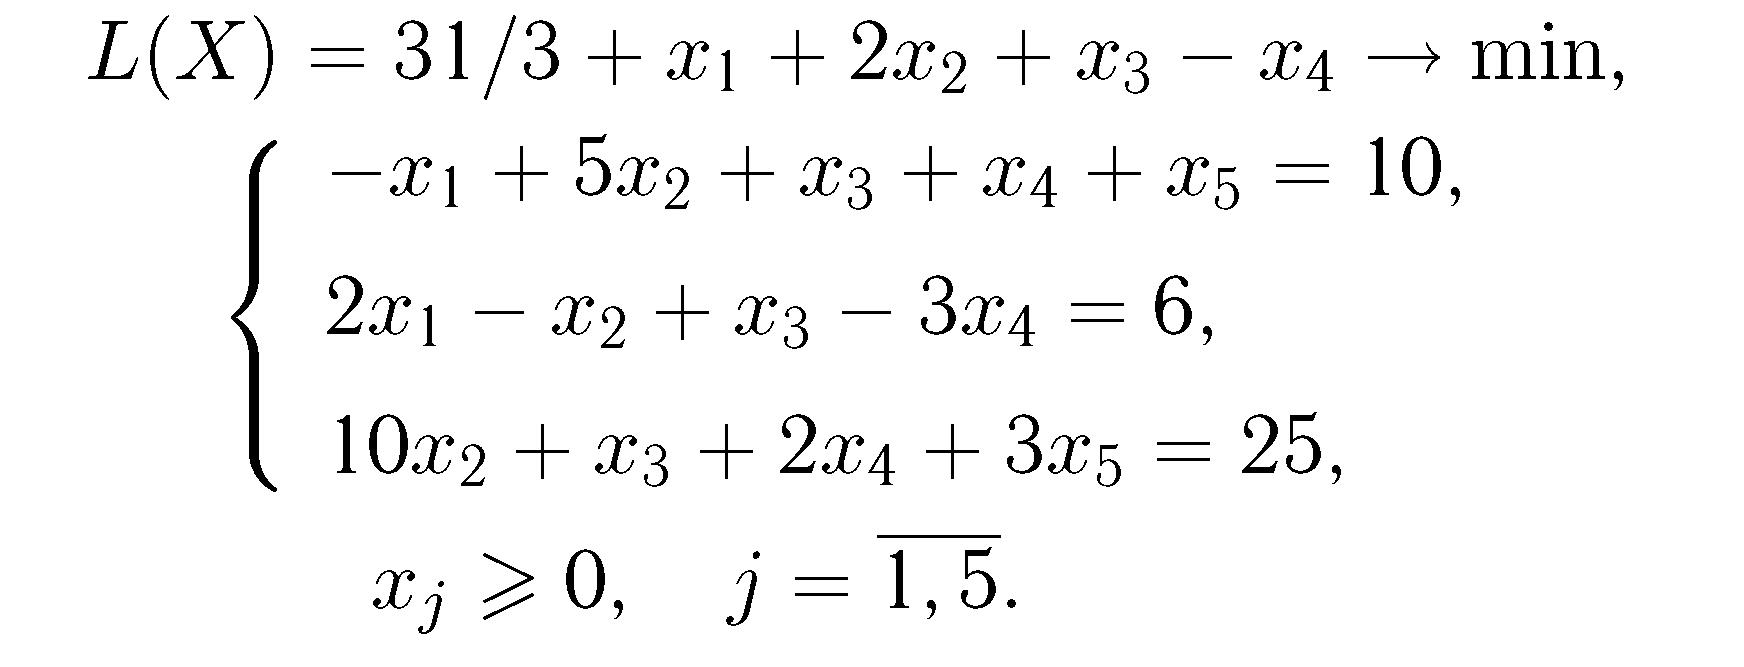 L(X) = 31/3 + x₁ + 2x₂ + x₃ − x₄ → min,
−x₁ + 5x₂ + x₃ + x₄ + x₅ = 10,
2x₁ − x₂ + x₃ − 3x₄ = 6,
10x₂ + x₃ + 2x₄ + 3x₅ = 25,
xⱼ ⩾ 0, j = 1, 5.